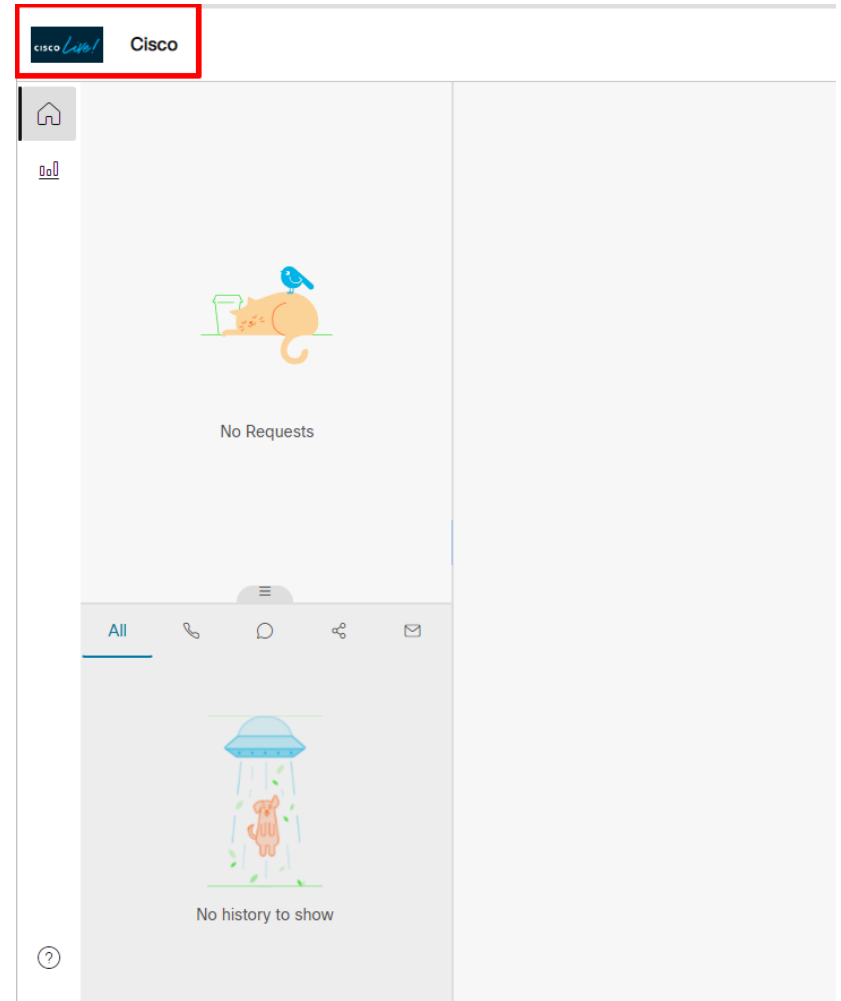 cisco Live!
Cisco
No Requests
All
No history to show
?